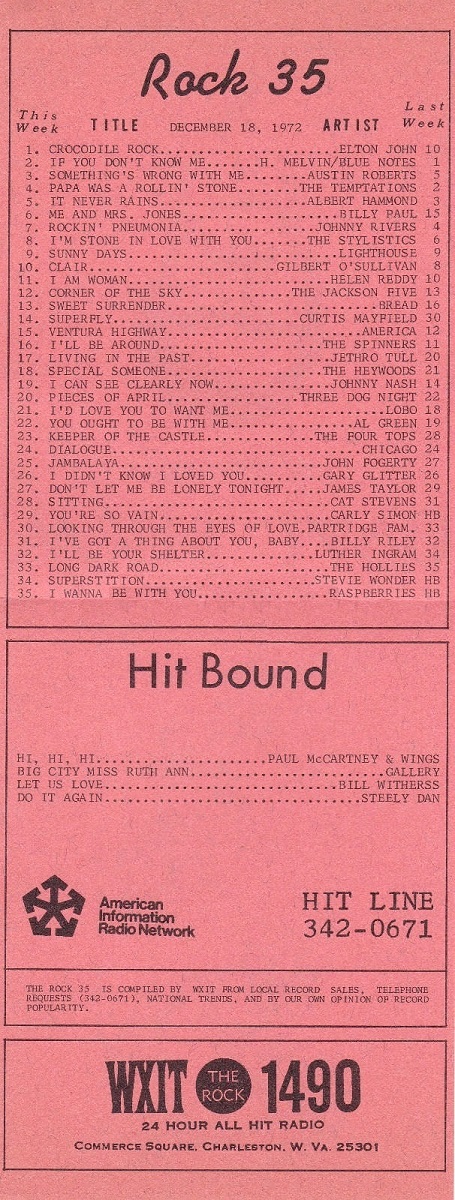 Rock 35
This Week TITLE DECEMBER 18, 1972 ARTIST Last Week
1. CROCODILE ROCK....................ELTON JOHN 10
2. IF YOU DON'T KNOW ME.......H. MELVIN/BLUE NOTES 1
3. SOMETHING'S WRONG WITH ME........AUSTIN ROBERTS 5
4. PAPA WAS A ROLLIN' STONE........THE TEMPTATIONS 2
5. IT NEVER RAINS...................ALBERT HAMMOND 3
6. ME AND MRS. JONES....................BILLY PAUL 15
7. ROCKIN' PNEUMONIA.................JOHNNY RIVERS 4
8. I'M STONE IN LOVE WITH YOU.......THE STYLISTICS 6
9. SUNNY DAYS...........................LIGHTHOUSE 9
10. CLAIR........................GILBERT O'SULLIVAN 8
11. I AM WOMAN..........................HELEN REDDY 10
12. CORNER OF THE SKY..............THE JACKSON FIVE 13
13. SWEET SURRENDER...........................BREAD 16
14. SUPERFLY........................CURTIS MAYFIELD 30
15. VENTURA HIGHWAY.........................AMERICA 12
16. I'LL BE AROUND.....................THE SPINNERS 11
17. LIVING IN THE PAST..................JETHRO TULL 20
18. SPECIAL SOMEONE....................THE HEYWOODS 21
19. I CAN SEE CLEARLY NOW...............JOHNNY NASH 14
20. PIECES OF APRIL.................THREE DOG NIGHT 22
21. I'D LOVE YOU TO WANT ME....................LOBO 18
22. YOU OUGHT TO BE WITH ME................AL GREEN 19
23. KEEPER OF THE CASTLE..............THE FOUR TOPS 28
24. DIALOGUE................................CHICAGO 24
25. JAMBALAYA..........................JOHN FOGERTY 27
26. I DIDN'T KNOW I LOVED YOU..........GARY GLITTER 26
27. DON'T LET ME BE LONELY TONIGHT.....JAMES TAYLOR 29
28. SITTING.............................CAT STEVENS 31
29. YOU'RE SO VAIN......................CARLY SIMON HB
30. LOOKING THROUGH THE EYES OF LOVE.PARTRIDGE FAM. 33
31. I'VE GOT A THING ABOUT YOU, BABY....BILLY RILEY 32
32. I'LL BE YOUR SHELTER..............LUTHER INGRAM 34
33. LONG DARK ROAD......................THE HOLLIES 35
34. SUPERSTITION......................STEVIE WONDER HB
35. I WANNA BE WITH YOU.................RASPBERRIES HB
Hit Bound
HI, HI, HI......................PAUL McCARTNEY & WINGS
BIG CITY MISS RUTH ANN.........................GALLERY
LET US LOVE..............................BILL WITHERSS
DO IT AGAIN.................................STEELY DAN
American
Information
Radio Network
HIT LINE
342-0671
THE ROCK 35 IS COMPILED BY WXIT FROM LOCAL RECORD SALES, TELEPHONE
REQUESTS (342-0671), NATIONAL TRENDS, AND BY OUR OWN OPINION OF RECORD
POPULARITY.
WXIT THE ROCK 1490
24 HOUR ALL HIT RADIO
COMMERCE SQUARE, CHARLESTON, W. VA. 25301